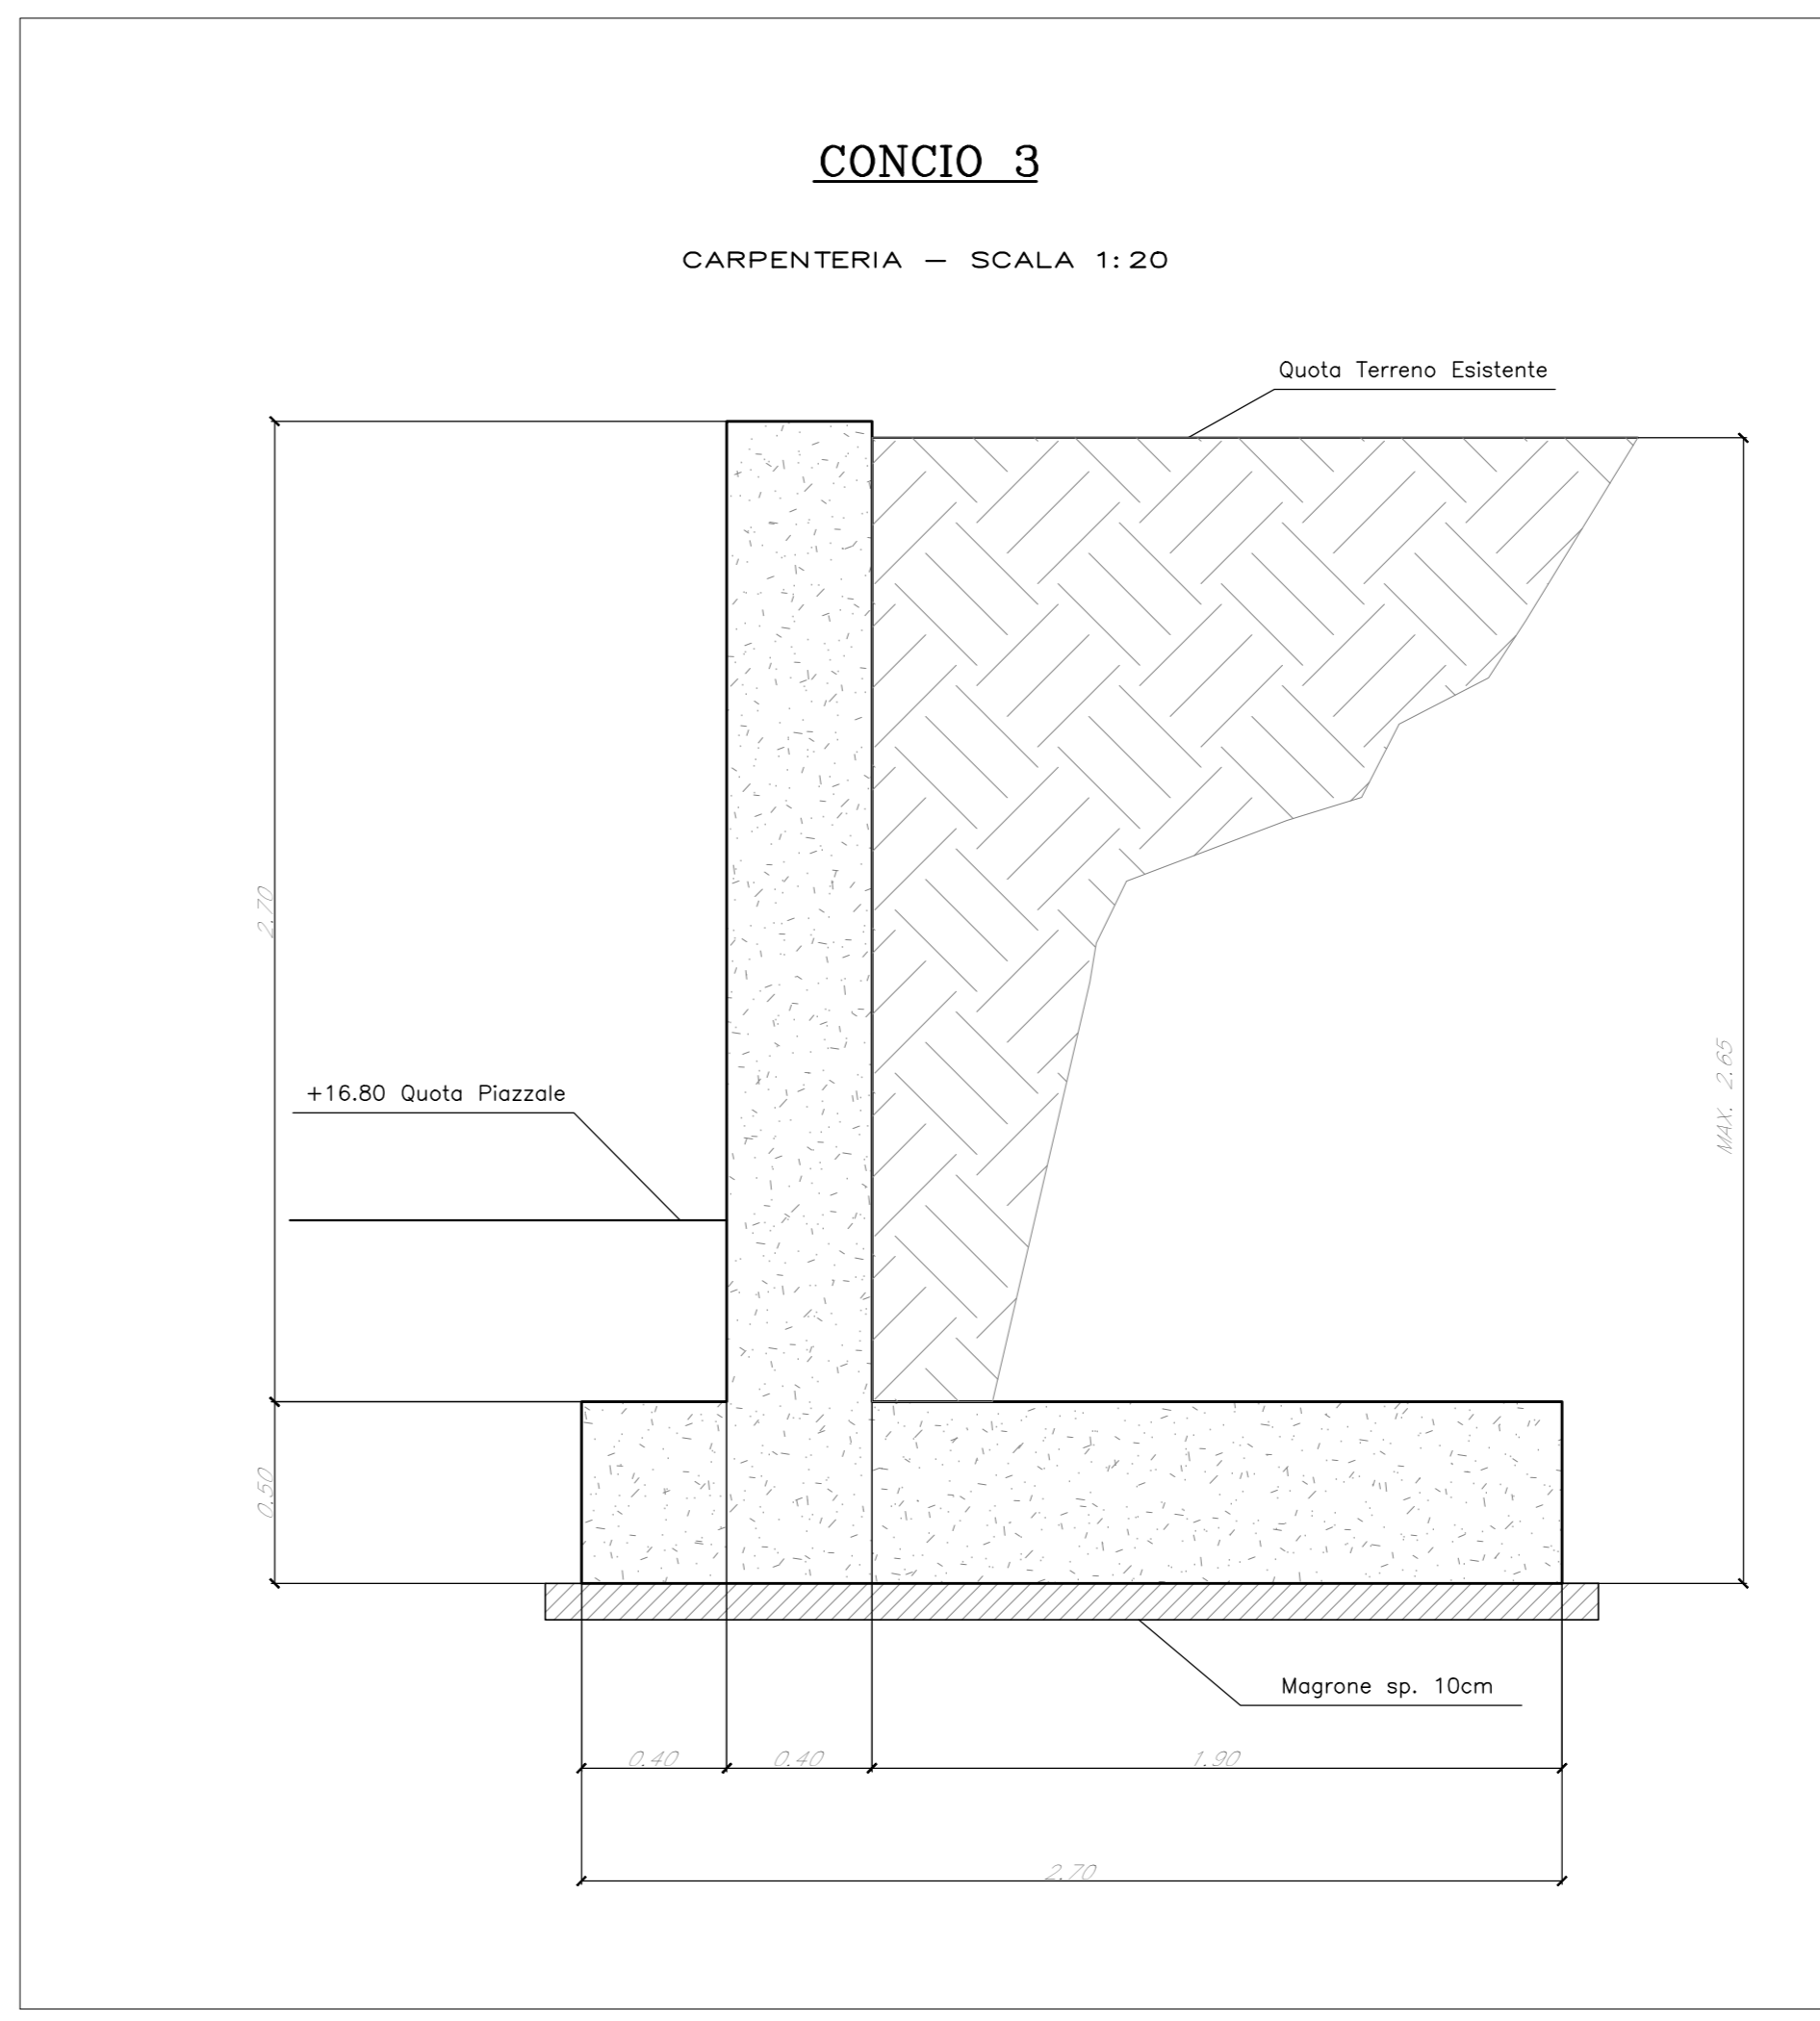 CONCIO 3
CARPENTERIA – SCALA 1:20
Quota Terreno Esistente
2.70
+16.80 Quota Piazzale
MAX. 2.65
0.50
Magrone sp. 10cm
0.40 0.40 1.90
2.70